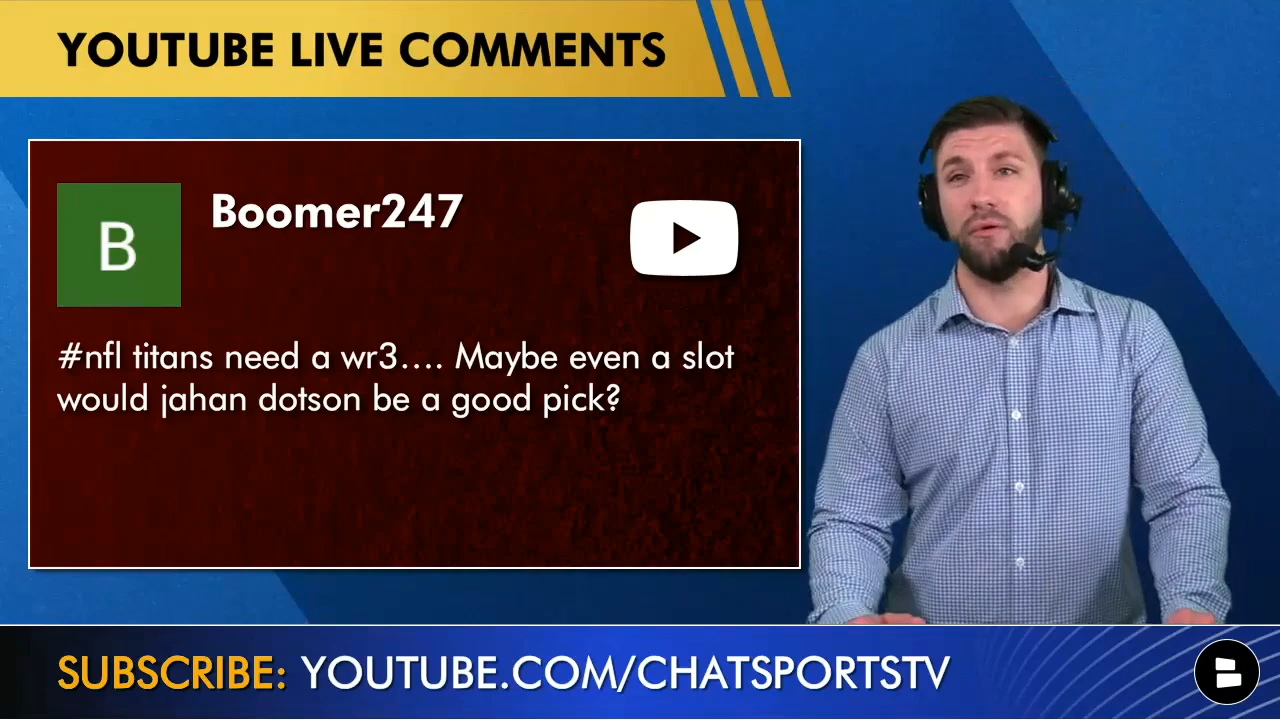 YOUTUBE LIVE COMMENTS
B
Boomer247
#nfl titans need a wr3.... Maybe even a slot
would jahan dotson be a good pick?
SUBSCRIBE: YOUTUBE.COM/CHATSPORTSTV